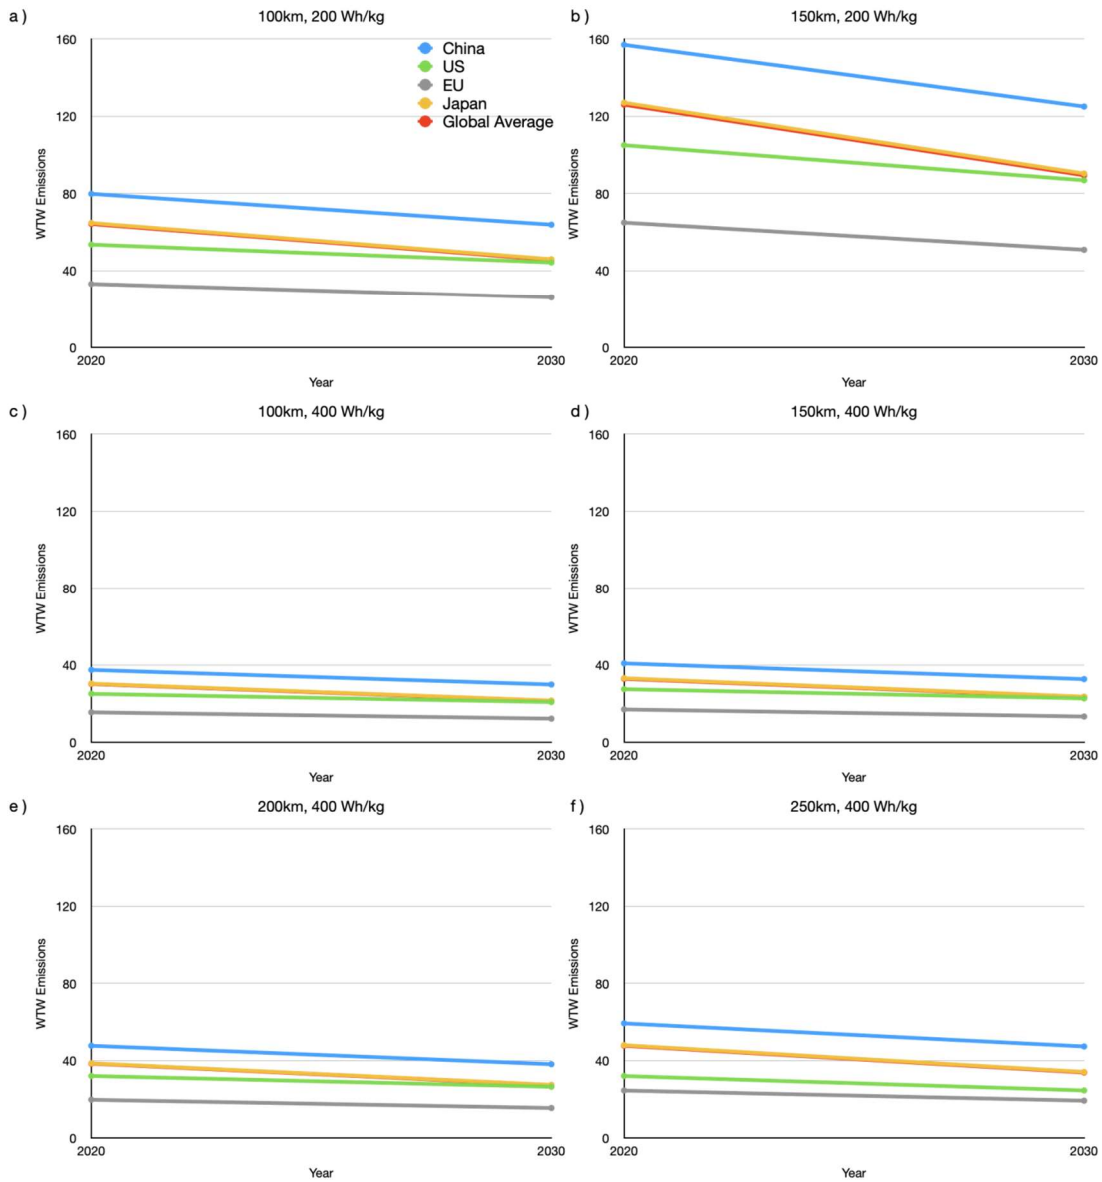 a )
100km, 200 Wh/kg
160
120
80
40
0
WTW Emissions
China
US
EU
Japan
Global Average
2020
2030
Year
b )
150km, 200 Wh/kg
160
120
80
40
0
WTW Emissions
2020
2030
Year
c )
100km, 400 Wh/kg
160
120
80
40
0
WTW Emissions
2020
2030
Year
d )
150km, 400 Wh/kg
160
120
80
40
0
WTW Emissions
2020
2030
Year
e )
200km, 400 Wh/kg
160
120
80
40
0
WTW Emissions
2020
2030
Year
f )
250km, 400 Wh/kg
160
120
80
40
0
WTW Emissions
2020
2030
Year